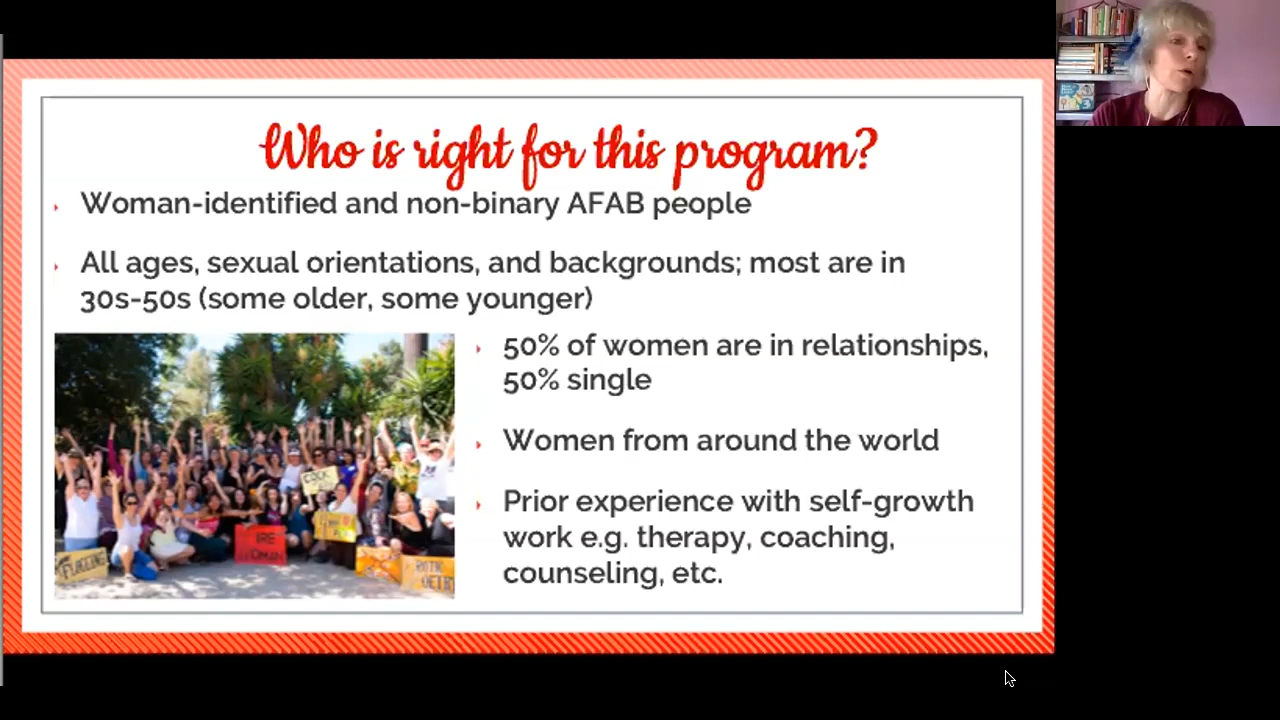 Who is right for this program?
Woman-identified and non-binary AFAB people
All ages, sexual orientations, and backgrounds; most are in
30s-50s (some older, some younger)
50% of women are in relationships,
50% single
Women from around the world
Prior experience with self-growth
work e.g. therapy, coaching,
counseling, etc.